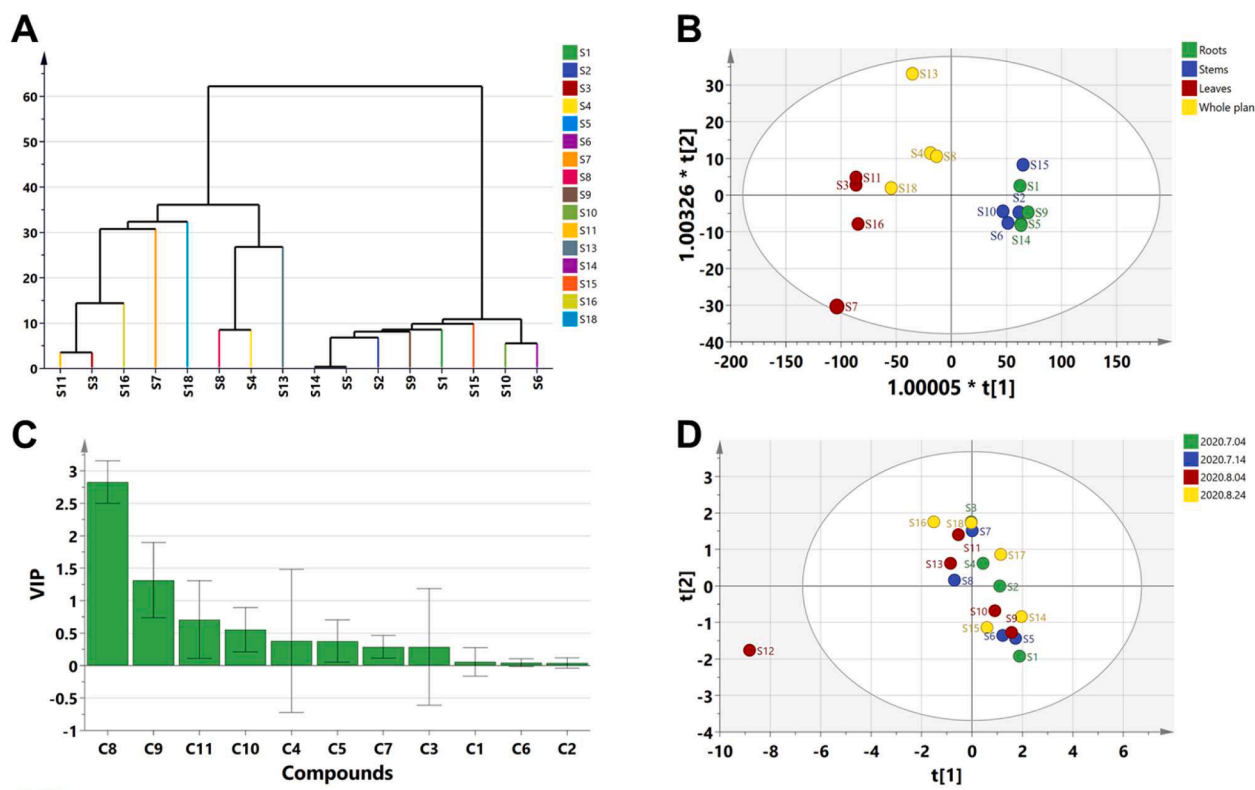 A
60
50
40
30
20
10
0
S11 S3 S16 S7 S18 S8 S4 S13 S14 S5 S2 S9 S1 S15 S10 S6
S1
S2
S3
S4
S5
S6
S7
S8
S9
S10
S11
S13
S14
S15
S16
S18
B
1.00326 * t[2]
30
20
10
0
-10
-20
-30
-40
-200 -150 -100 -50 0 50 100 150
1.00005 * t[1]
S13
S4
S8
S15
S11
S3
S18
S1
S2
S10
S9
S16
S5
S6
S14
S7
Roots
Stems
Leaves
Whole plan
C
VIP
3
2.5
2
1.5
1
0.5
0
-0.5
-1
C8 C9 C11 C10 C4 C5 C7 C3 C1 C6 C2
Compounds
D
t[2]
3
2
1
0
-1
-2
-3
-4
-10 -8 -6 -4 -2 0 2 4 6
t[1]
S3
S16
S18
S7
S11
S17
S13
S4
S8
S2
S10
S9
S14
S15
S6
S5
S1
S12
2020.7.04
2020.7.14
2020.8.04
2020.8.24